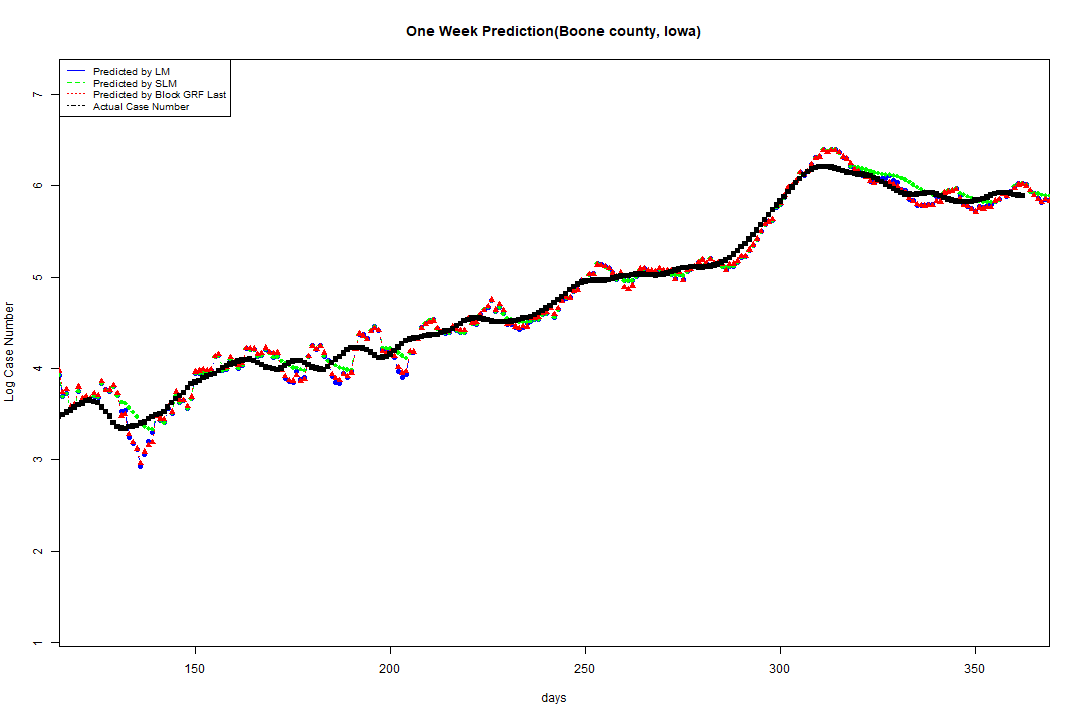 One Week Prediction(Boone county, Iowa)
Predicted by LM
Predicted by SLM
Predicted by Block GRF Last
Actual Case Number
7
6
5
4
3
2
1
Log Case Number
150 200 250 300 350
days